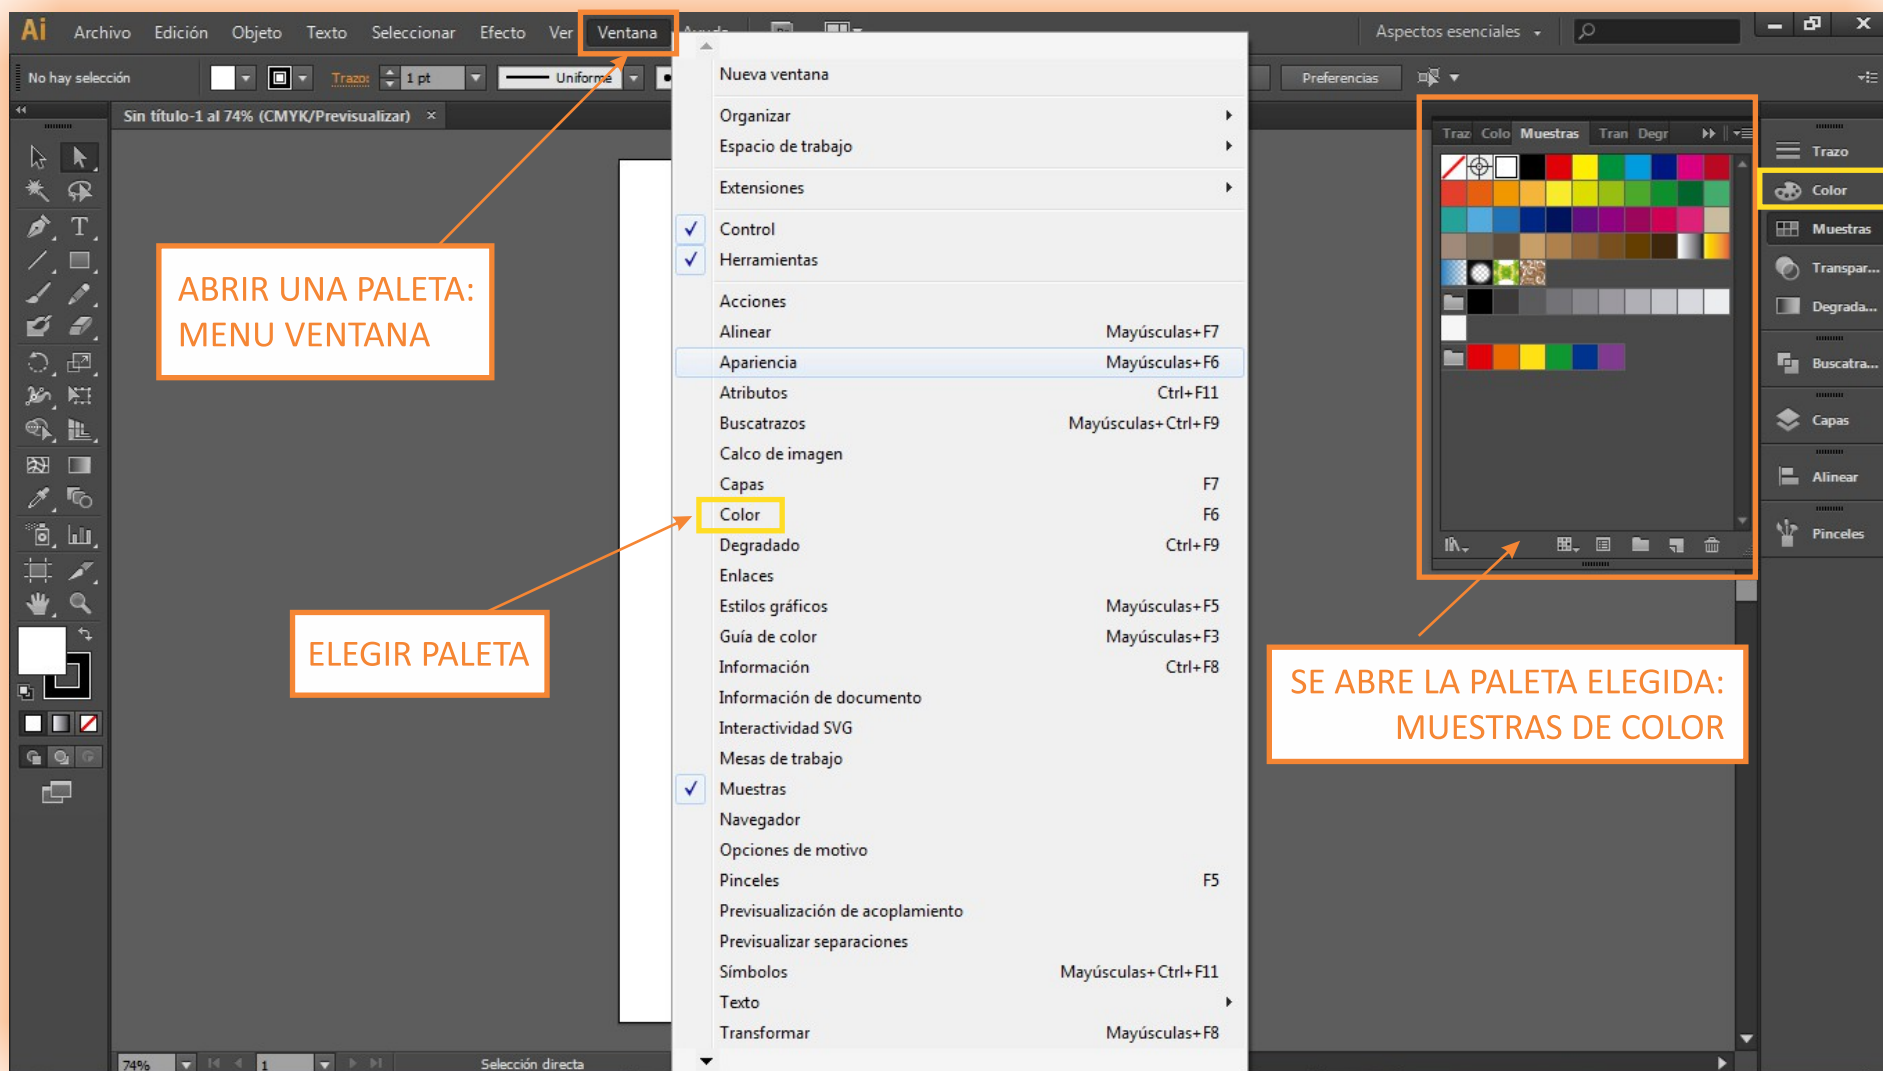 Ai Archivo Edición Objeto Texto Seleccionar Efecto Ver Ventana
Aspectos esenciales
No hay selección Trazo: 1 pt Uniforme Preferencias
Sin título-1 al 74% (CMYK/Previsualizar) ×
ABRIR UNA PALETA:
MENU VENTANA
ELEGIR PALETA
Nueva ventana
Organizar
Espacio de trabajo
Extensiones
Control
Herramientas
Acciones
Alinear Mayúsculas+F7
Apariencia Mayúsculas+F6
Atributos Ctrl+F11
Buscatrazos Mayúsculas+Ctrl+F9
Calco de imagen
Capas F7
Color F6
Degradado Ctrl+F9
Enlaces
Estilos gráficos Mayúsculas+F5
Guía de color Mayúsculas+F3
Información Ctrl+F8
Información de documento
Interactividad SVG
Mesas de trabajo
Muestras
Navegador
Opciones de motivo
Pinceles F5
Previsualización de acoplamiento
Previsualizar separaciones
Símbolos Mayúsculas+Ctrl+F11
Texto
Transformar Mayúsculas+F8
Traz Colo Muestras Tran Degr
SE ABRE LA PALETA ELEGIDA:
MUESTRAS DE COLOR
Trazo
Color
Muestras
Transpar...
Degrada...
Buscatra...
Capas
Alinear
Pinceles
74% 1 Selección directa